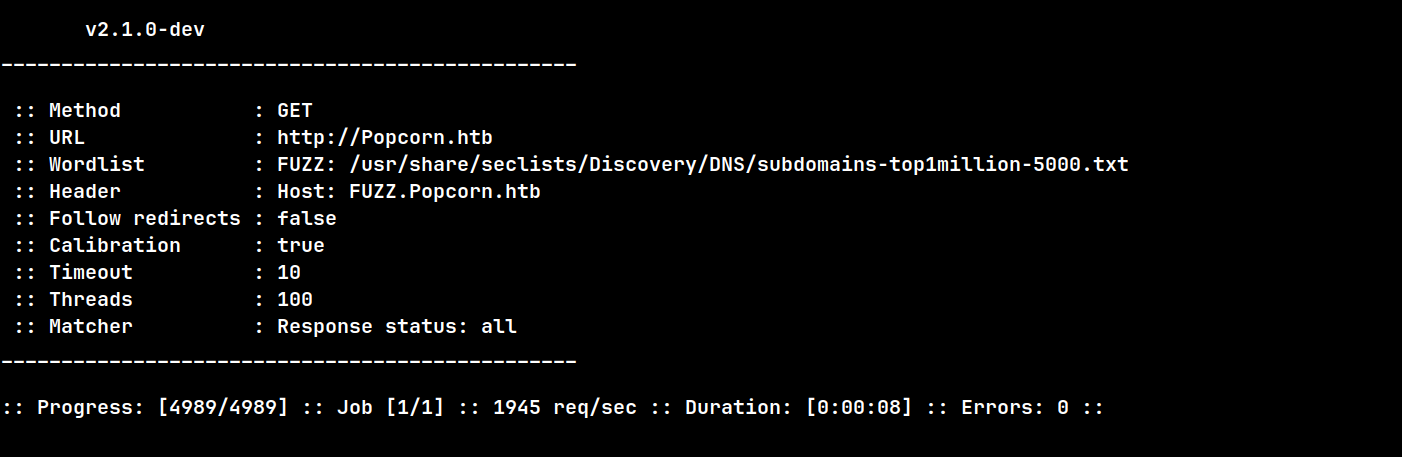 v2.1.0-dev
________________________________________________
:: Method : GET
:: URL : http://Popcorn.htb
:: Wordlist : FUZZ: /usr/share/seclists/Discovery/DNS/subdomains-top1million-5000.txt
:: Header : Host: FUZZ.Popcorn.htb
:: Follow redirects : false
:: Calibration : true
:: Timeout : 10
:: Threads : 100
:: Matcher : Response status: all
________________________________________________
:: Progress: [4989/4989] :: Job [1/1] :: 1945 req/sec :: Duration: [0:00:08] :: Errors: 0 ::